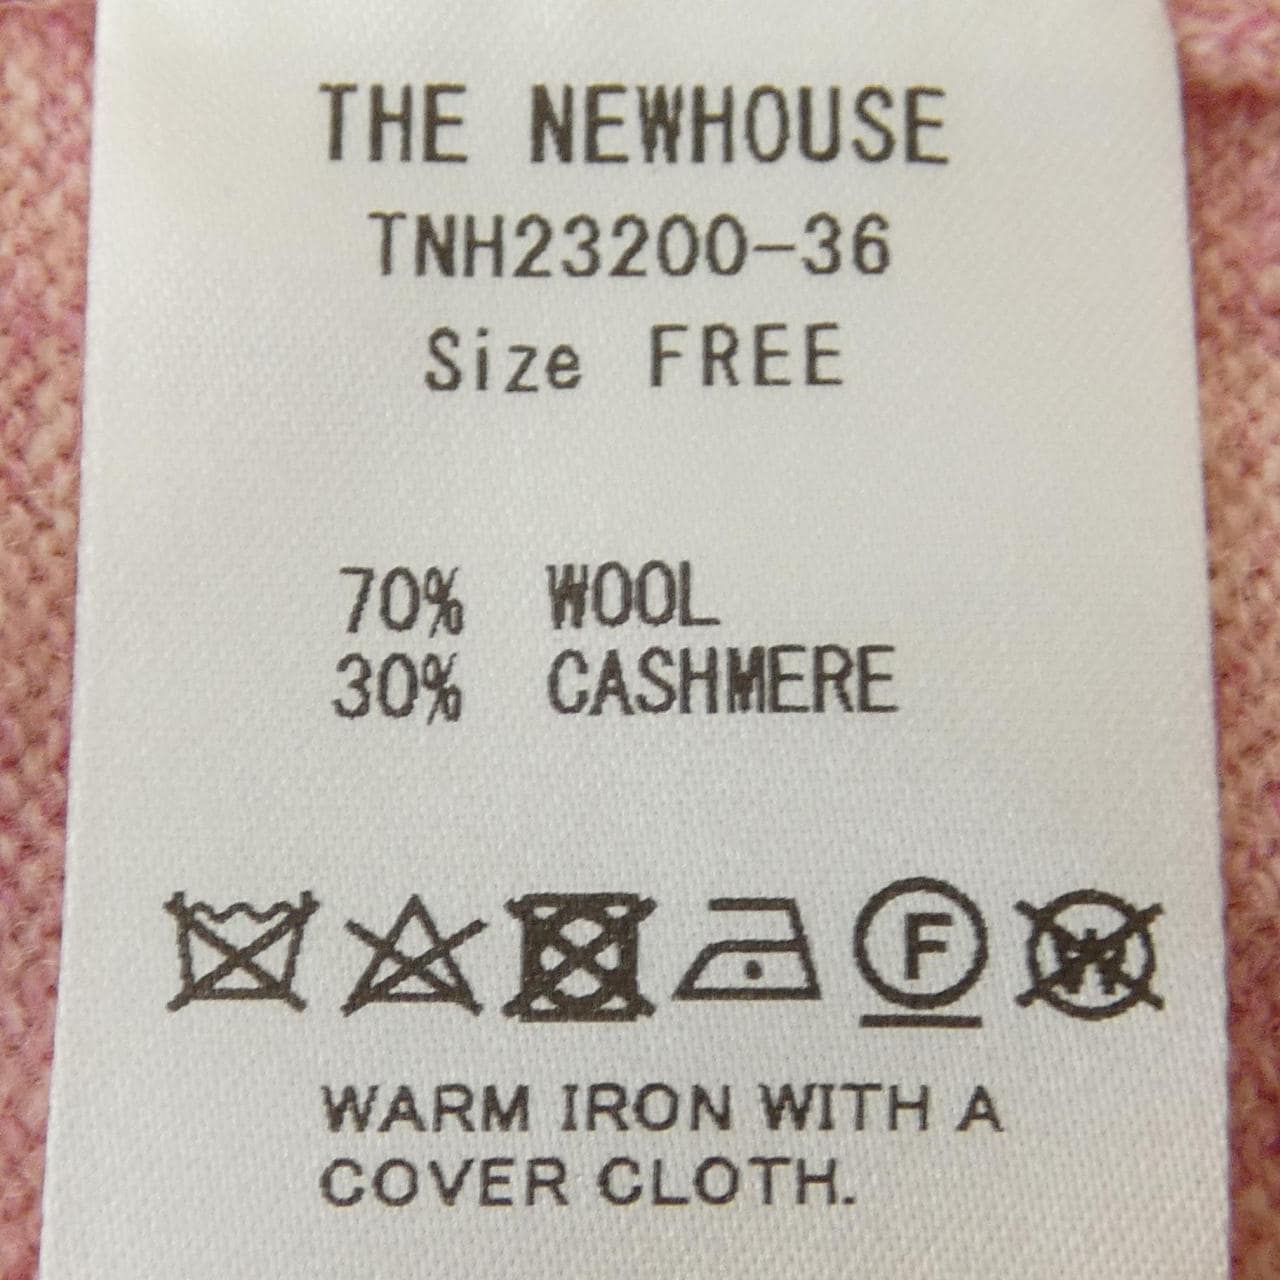 THE NEWHOUSE
TNH23200-36
Size FREE
70% WOOL
30% CASHMERE
F W
WARM IRON WITH A
COVER CLOTH.